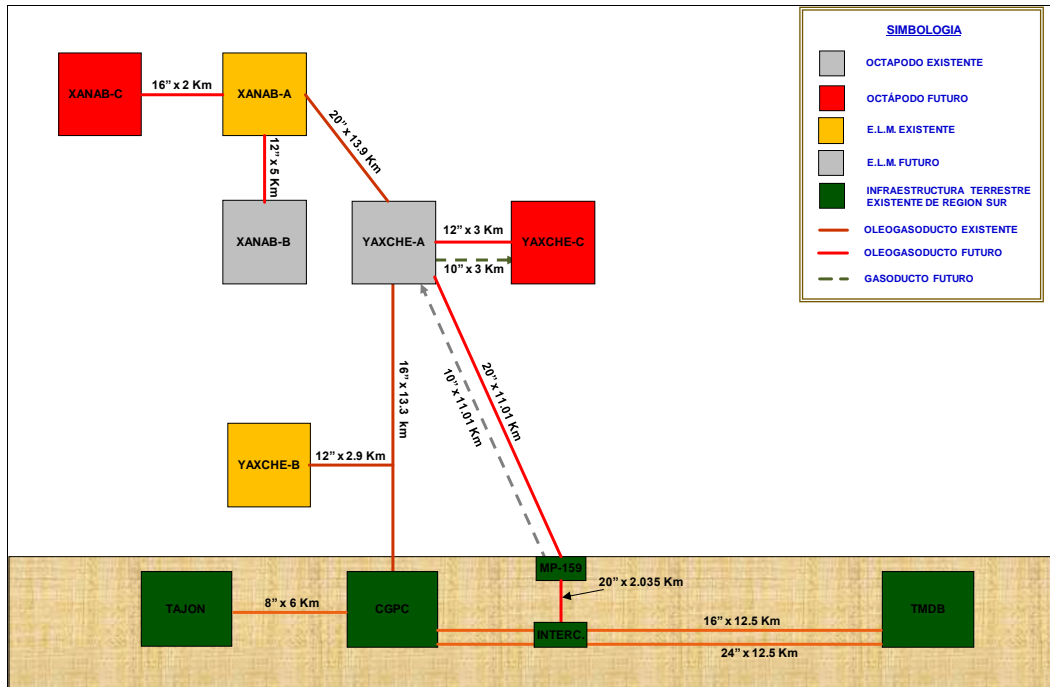 SIMBOLOGIA
OCTAPODO EXISTENTE
OCTÁPODO FUTURO
E.L.M. EXISTENTE
E.L.M. FUTURO
INFRAESTRUCTURA TERRESTRE
EXISTENTE DE REGION SUR
OLEOGASODUCTO EXISTENTE
OLEOGASODUCTO FUTURO
GASODUCTO FUTURO
XANAB-C
16” x 2 Km
XANAB-A
20” x 13.9 Km
12” x 5 Km
XANAB-B
YAXCHE-A
12” x 3 Km
10” x 3 Km
YAXCHE-C
16” x 13.3 km
20” x 11.01 Km
10” x 11.01 Km
YAXCHE-B
12” x 2.9 Km
MP-159
20” x 2.035 Km
TAJON
8” x 6 Km
CGPC
INTERC.
16” x 12.5 Km
24” x 12.5 Km
TMDB